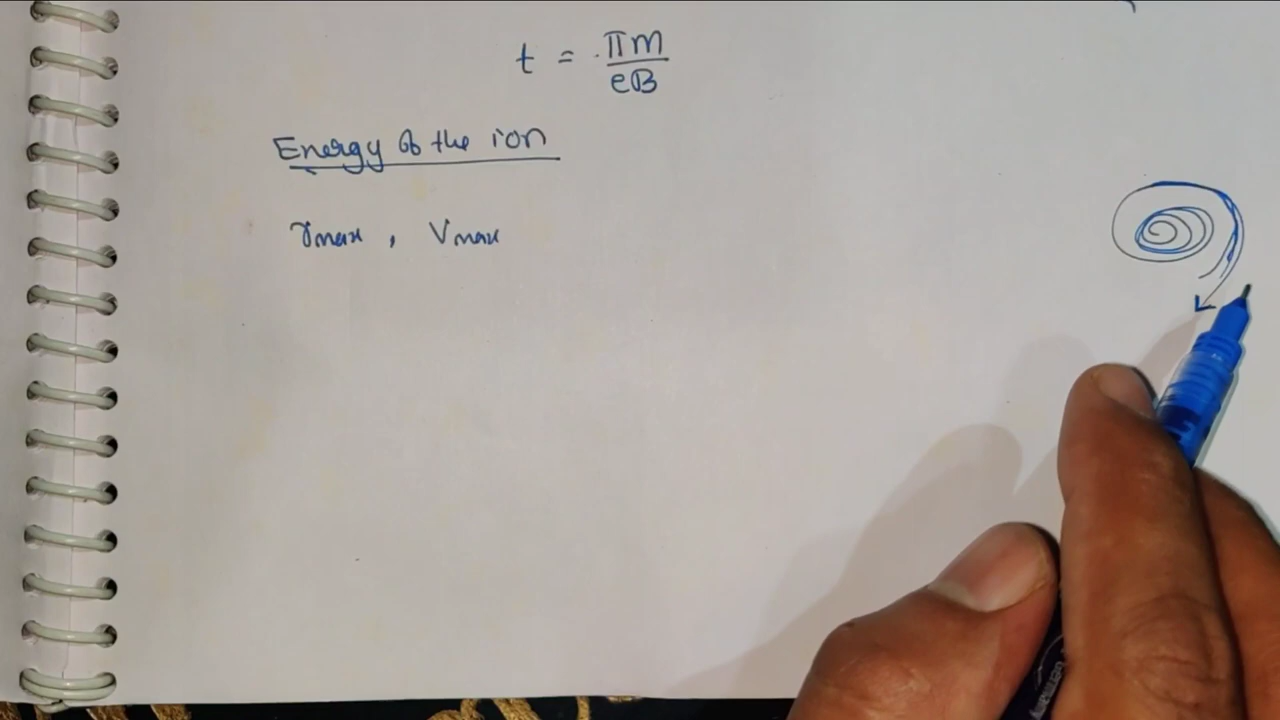 t = πm / eB
Energy of the ion
rmax , Vmax